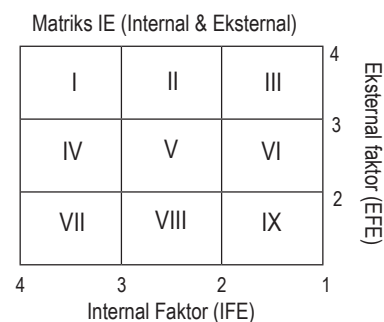 Matriks IE (Internal & Eksternal)
I II III
IV V VI
VII VIII IX
4
3
2
Eksternal faktor (EFE)
4 3 2 1
Internal Faktor (IFE)